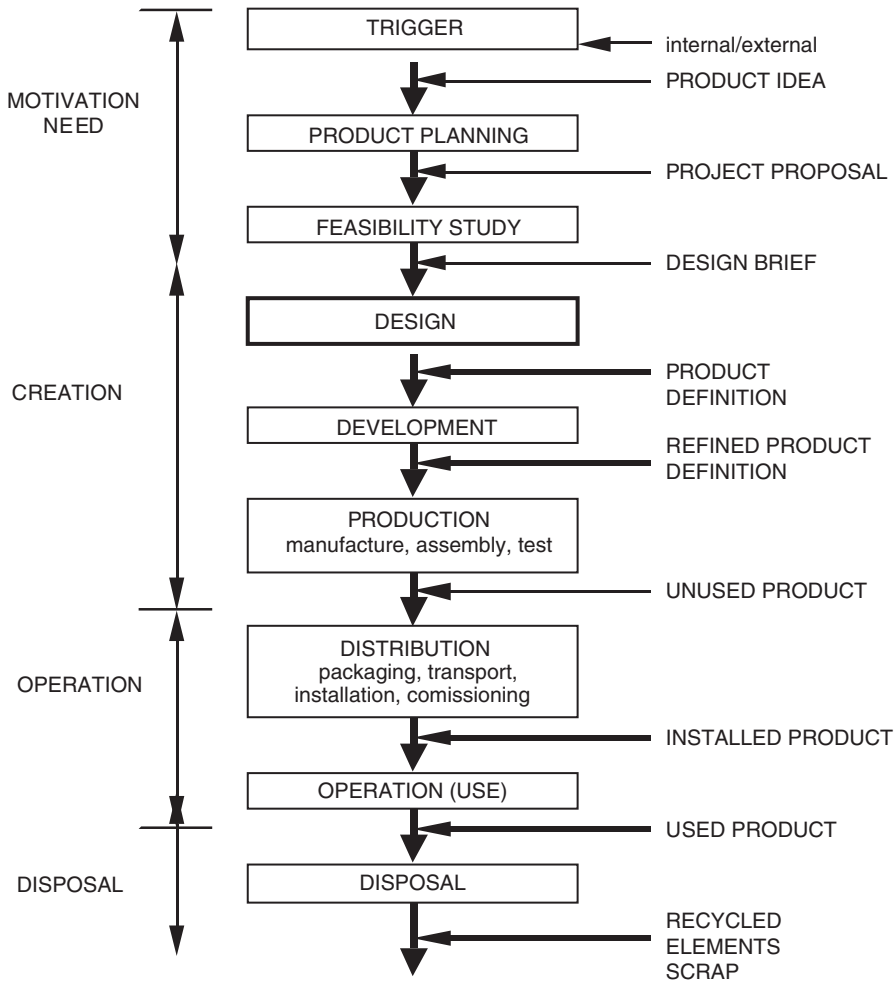 TRIGGER
internal/external
PRODUCT IDEA
MOTIVATION
NEED
PRODUCT PLANNING
PROJECT PROPOSAL
FEASIBILITY STUDY
DESIGN BRIEF
DESIGN
CREATION
PRODUCT
DEFINITION
DEVELOPMENT
REFINED PRODUCT
DEFINITION
PRODUCTION
manufacture, assembly, test
UNUSED PRODUCT
DISTRIBUTION
packaging, transport,
installation, comissioning
OPERATION
INSTALLED PRODUCT
OPERATION (USE)
USED PRODUCT
DISPOSAL
DISPOSAL
RECYCLED
ELEMENTS
SCRAP